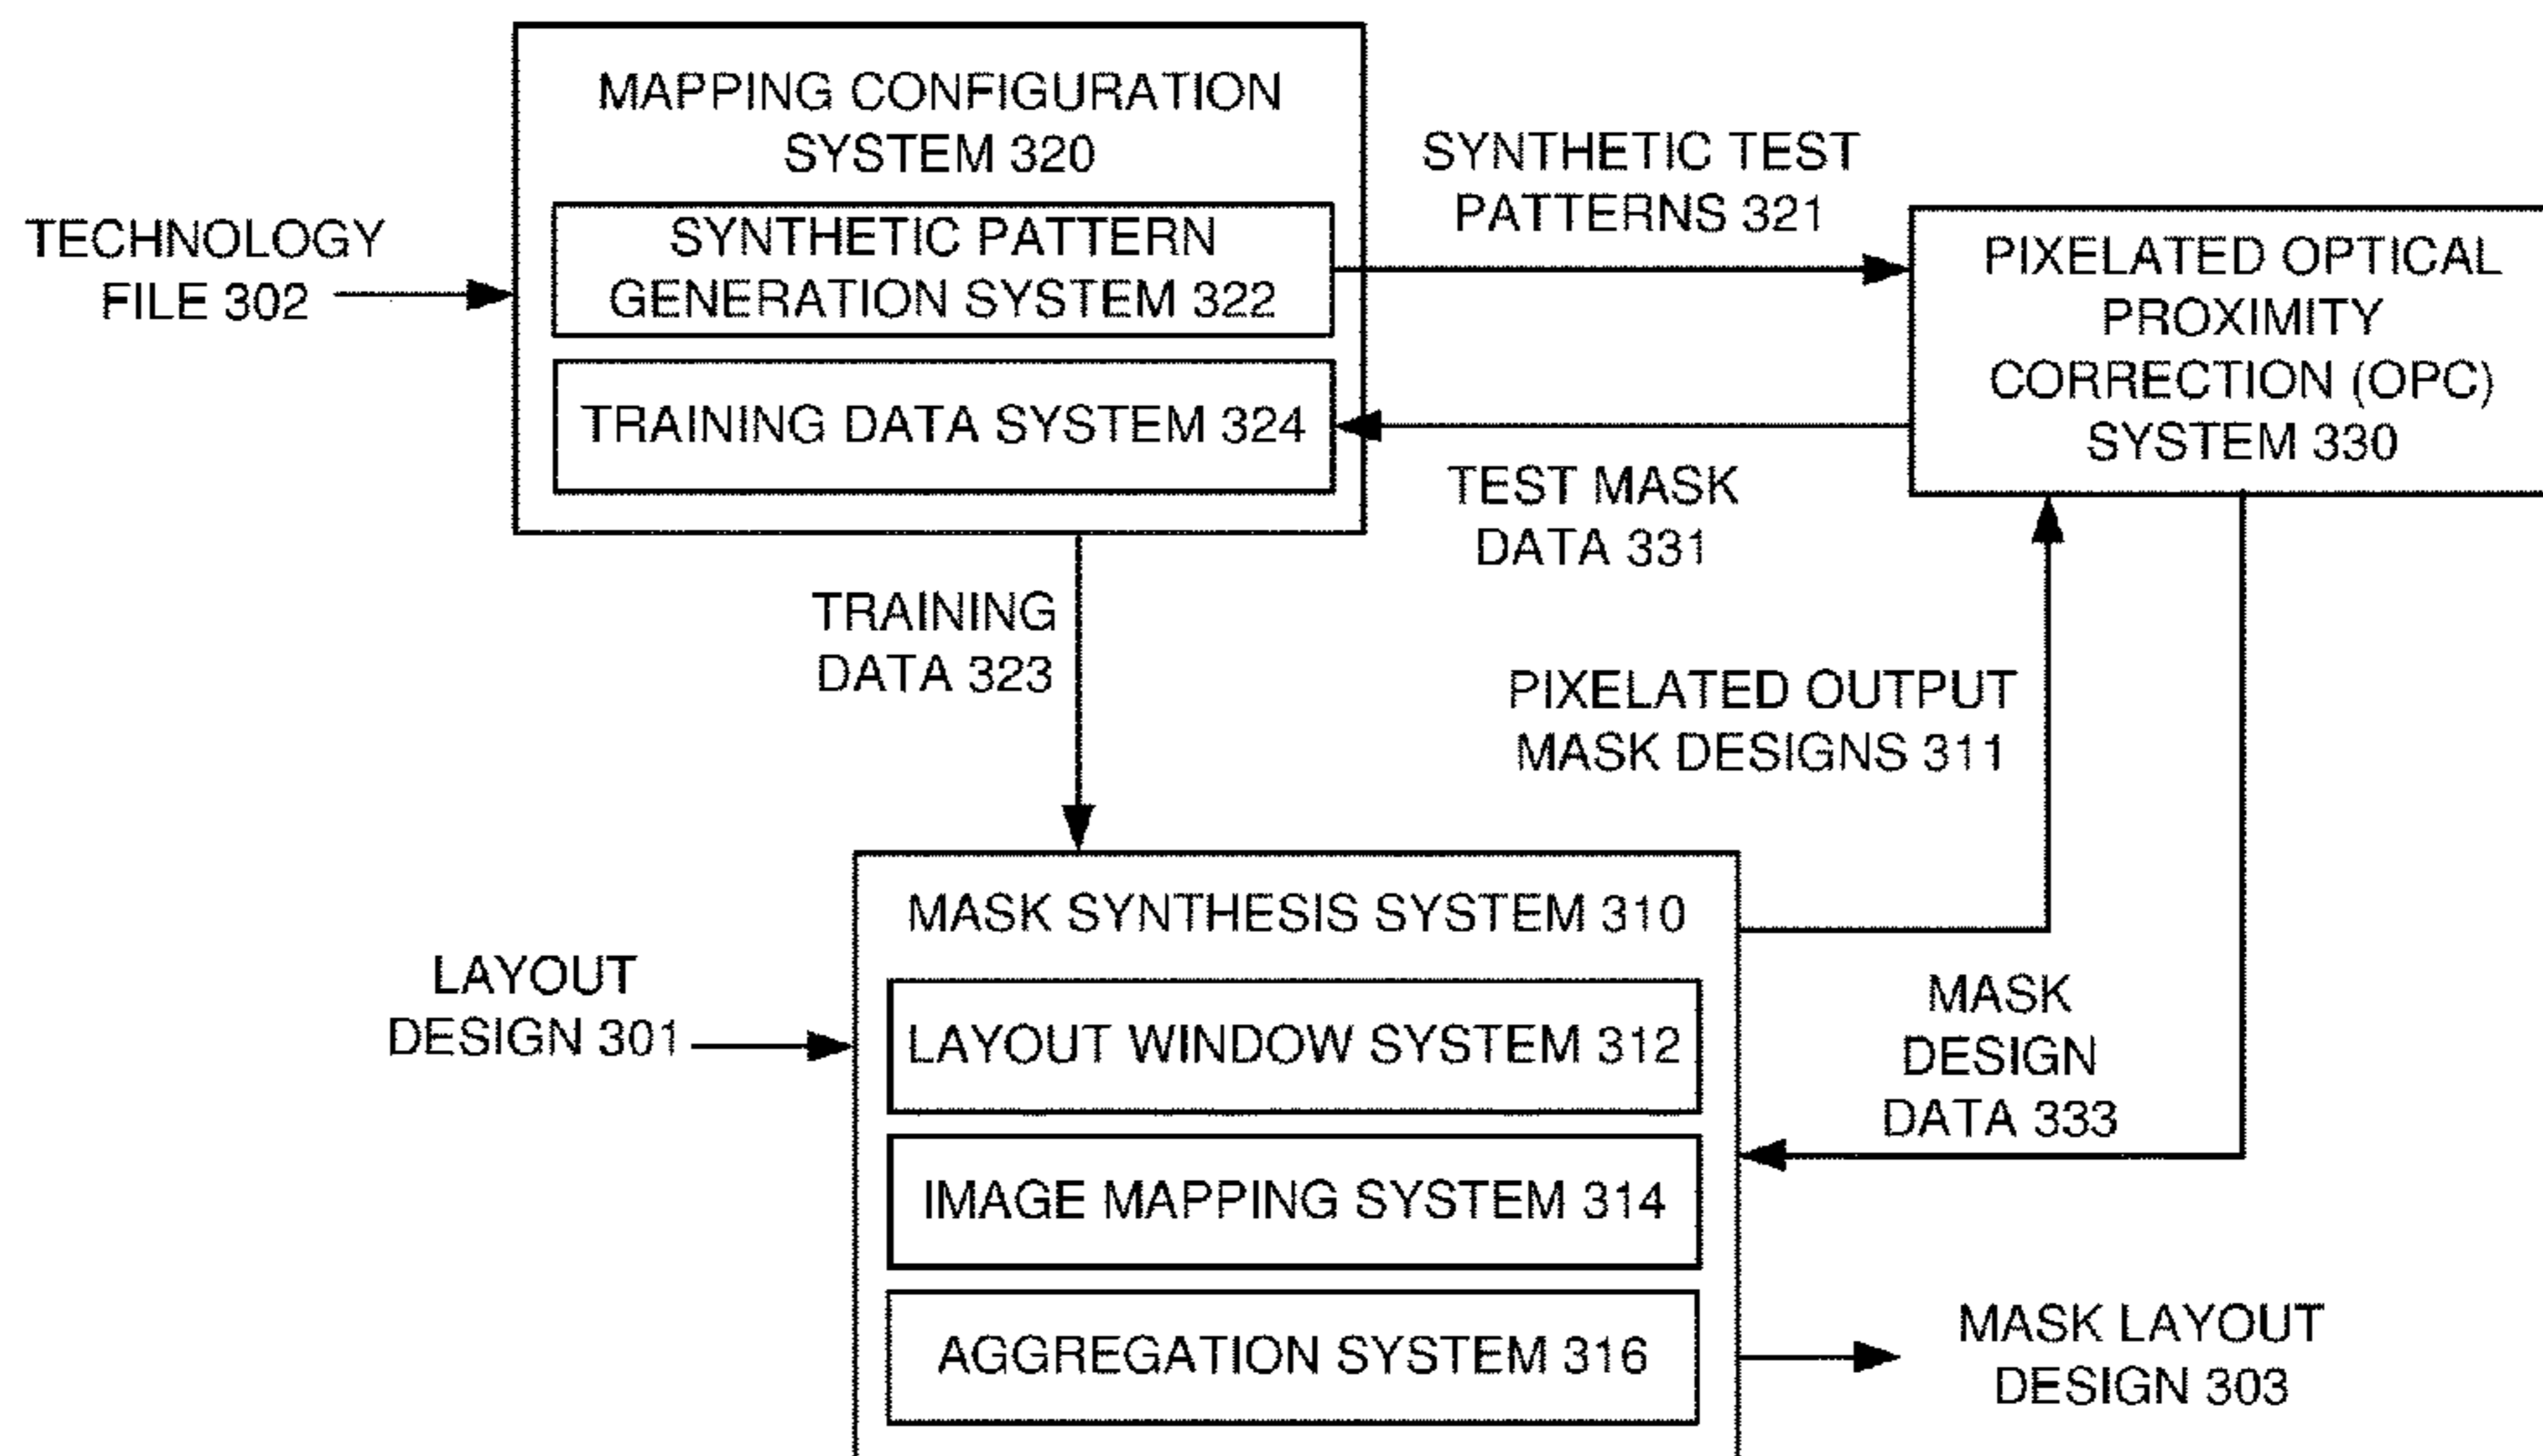 MAPPING CONFIGURATION
SYSTEM 320
SYNTHETIC PATTERN
GENERATION SYSTEM 322
TRAINING DATA SYSTEM 324
TECHNOLOGY
FILE 302
SYNTHETIC TEST
PATTERNS 321
PIXELATED OPTICAL
PROXIMITY
CORRECTION (OPC)
SYSTEM 330
TEST MASK
DATA 331
TRAINING
DATA 323
PIXELATED OUTPUT
MASK DESIGNS 311
MASK SYNTHESIS SYSTEM 310
LAYOUT
DESIGN 301
LAYOUT WINDOW SYSTEM 312
MASK
DESIGN
DATA 333
IMAGE MAPPING SYSTEM 314
AGGREGATION SYSTEM 316
MASK LAYOUT
DESIGN 303